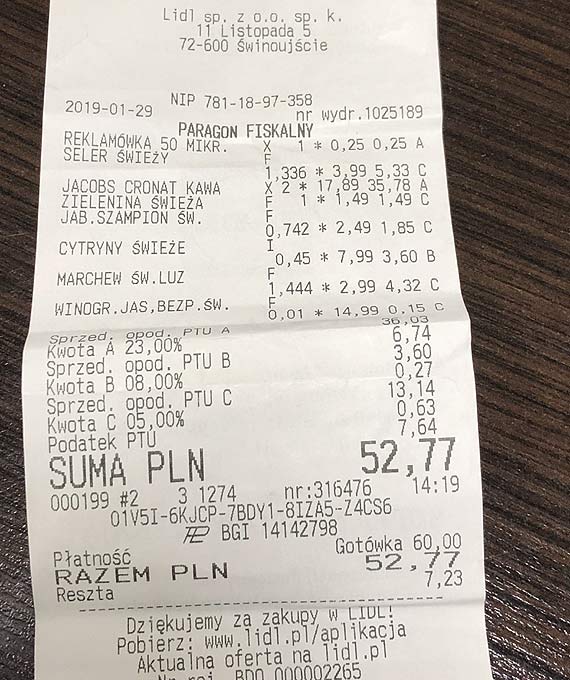 Lidl sp. z o.o. sp. k.
11 Listopada 5
72-600 Świnoujście
NIP 781-18-97-358
2019-01-29 nr wydr.1025189
PARAGON FISKALNY
REKLAMÓWKA 50 MIKR. X 1 * 0,25 0,25 A
SELER ŚWIEŻY F
1,336 * 3,99 5,33 C
JACOBS CRONAT KAWA X 2 * 17,89 35,78 A
ZIELENINA ŚWIEŻA F 1 * 1,49 1,49 C
JAB.SZAMPION ŚW. F
0,742 * 2,49 1,85 C
CYTRYNY ŚWIEŻE I
0,45 * 7,99 3,60 B
MARCHEW ŚW.LUZ F
1,444 * 2,99 4,32 C
WINOGR.JAS,BEZP.ŚW. F
0,01 * 14,99 0,15 C
Sprzed. opod. PTU A 36,03
Kwota A 23,00% 6,74
Sprzed. opod. PTU B 3,60
Kwota B 08,00% 0,27
Sprzed. opod. PTU C 13,14
Kwota C 05,00% 0,63
Podatek PTU 7,64
SUMA PLN 52,77
000199 #2 3 1274 nr:316476 14:19
01V5I-6KJCP-7BDY1-8IZA5-Z4CS6
BGI 14142798
Płatność Gotówka 60,00
RAZEM PLN 52,77
Reszta 7,23
Dziękujemy za zakupy w LIDL!
Pobierz: www.lidl.pl/aplikacja
Aktualna oferta na lidl.pl
Nr rej. BDO 000002265